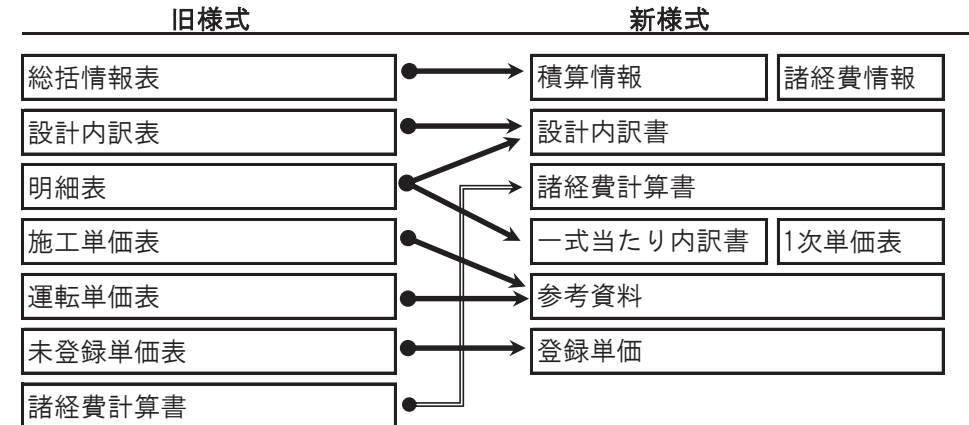 旧様式 新様式
総括情報表 積算情報 諸経費情報
設計内訳表 設計内訳書
明細表 諸経費計算書
施工単価表 一式当たり内訳書 1次単価表
運転単価表 参考資料
未登録単価表 登録単価
諸経費計算書